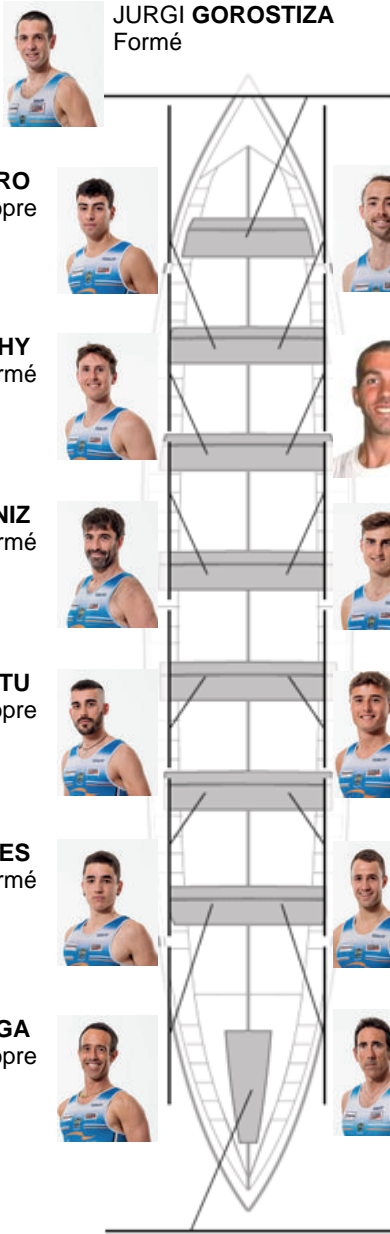 JURGI GOROSTIZA
Formé
RO
opre
HY
rmé
NIZ
rmé
TU
opre
ES
rmé
GA
opre